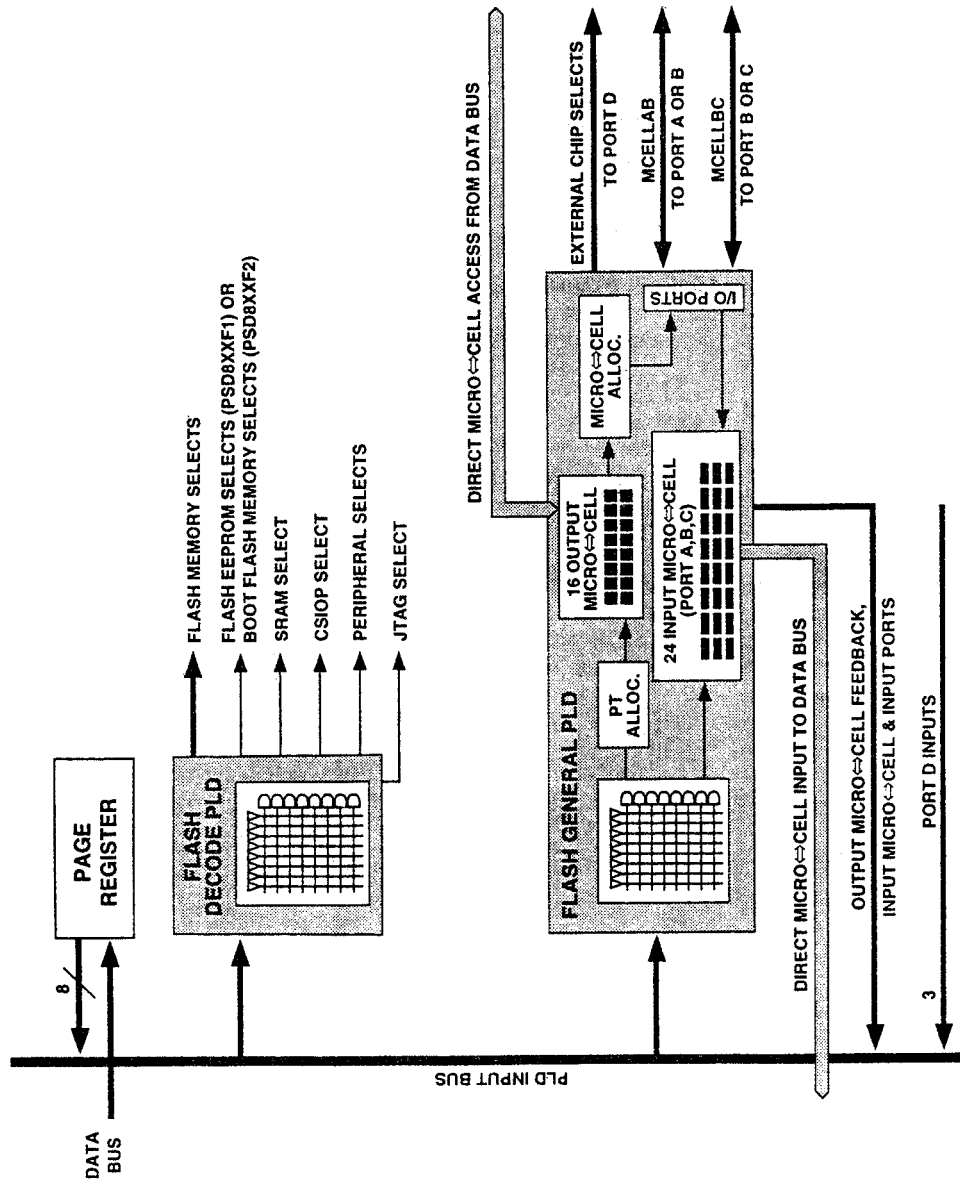 DATA
BUS
8
PAGE
REGISTER
PLD INPUT BUS
FLASH
DECODE PLD
FLASH MEMORY SELECTS
FLASH EEPROM SELECTS (PSD8XXF1) OR
BOOT FLASH MEMORY SELECTS (PSD8XXF2)
SRAM SELECT
CSIOP SELECT
PERIPHERAL SELECTS
JTAG SELECT
DIRECT MICRO⇔CELL ACCESS FROM DATA BUS
FLASH GENERAL PLD
PT
ALLOC.
16 OUTPUT
MICRO⇔CELL
MICRO⇔CELL
ALLOC.
24 INPUT MICRO⇔CELL
(PORT A,B,C)
I/O PORTS
EXTERNAL CHIP SELECTS
TO PORT D
MCELLAB
TO PORT A OR B
MCELLBC
TO PORT B OR C
DIRECT MICRO⇔CELL INPUT TO DATA BUS
OUTPUT MICRO⇔CELL FEEDBACK,
INPUT MICRO⇔CELL & INPUT PORTS
3
PORT D INPUTS